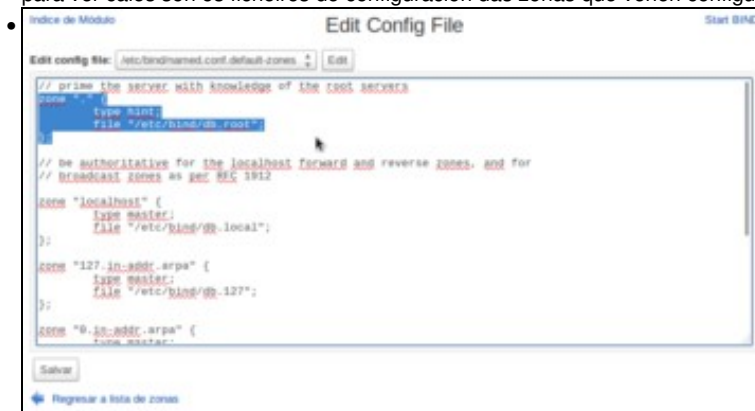 para ver cales son os ficheiros de configuración das zonas que veñen configu
Indice de Módulo
Edit Config File
Start BIND
Edit config file: /etc/bind/named.conf.default-zones Edit
// prime the server with knowledge of the root servers
zone "." {
type hint;
file "/etc/bind/db.root";
};
// be authoritative for the localhost forward and reverse zones, and for
// broadcast zones as per RFC 1912
zone "localhost" {
type master;
file "/etc/bind/db.local";
};
zone "127.in-addr.arpa" {
type master;
file "/etc/bind/db.127";
};
zone "0.in-addr.arpa" {
type master;
Salvar
Regresar a lista de zonas